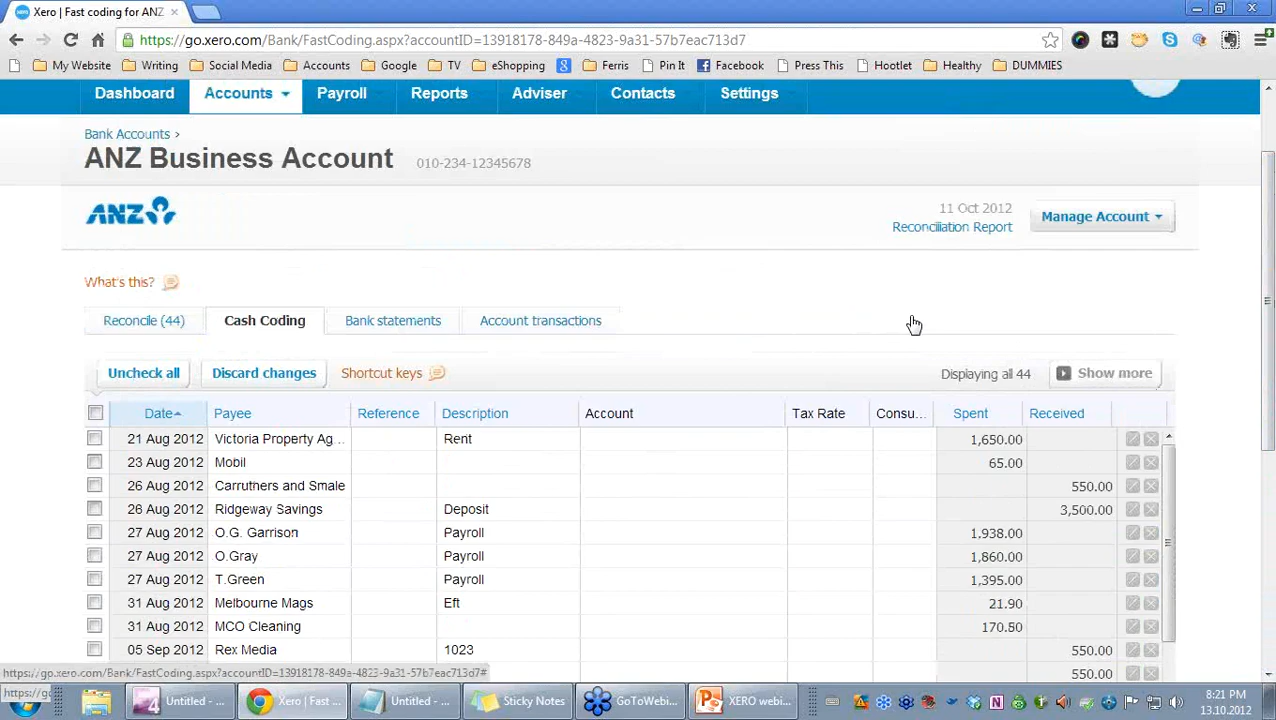 Xero | Fast coding for ANZ
https://go.xero.com/Bank/FastCoding.aspx?accountID=13918178-849a-4823-9a31-57b7eac713d7
My Website Writing Social Media Accounts Google TV eShopping Ferris Pin It Facebook Press This Hootlet Healthy DUMMIES
Dashboard Accounts Payroll Reports Adviser Contacts Settings
Bank Accounts >
ANZ Business Account 010-234-12345678
ANZ
11 Oct 2012
Reconciliation Report
Manage Account
What's this?
Reconcile (44) Cash Coding Bank statements Account transactions
Uncheck all Discard changes Shortcut keys Displaying all 44 Show more
Date Payee Reference Description Account Tax Rate Consu... Spent Received
21 Aug 2012 Victoria Property Ag... Rent 1,650.00
23 Aug 2012 Mobil 65.00
26 Aug 2012 Carruthers and Smale 550.00
26 Aug 2012 Ridgeway Savings Deposit 3,500.00
27 Aug 2012 O.G. Garrison Payroll 1,938.00
27 Aug 2012 O.Gray Payroll 1,860.00
27 Aug 2012 T.Green Payroll 1,395.00
31 Aug 2012 Melbourne Mags Eft 21.90
31 Aug 2012 MCO Cleaning 170.50
05 Sep 2012 Rex Media 1023 550.00
550.00
https://go.xero.com/Bank/FastCoding.aspx?accountID=13918178-849a-4823-9a31-57b7eac713d7#
https://go
Untitled - ... Xero | Fast ... Untitled - ... Sticky Notes GoToWebi... XERO webi...
8:21 PM
13.10.2012